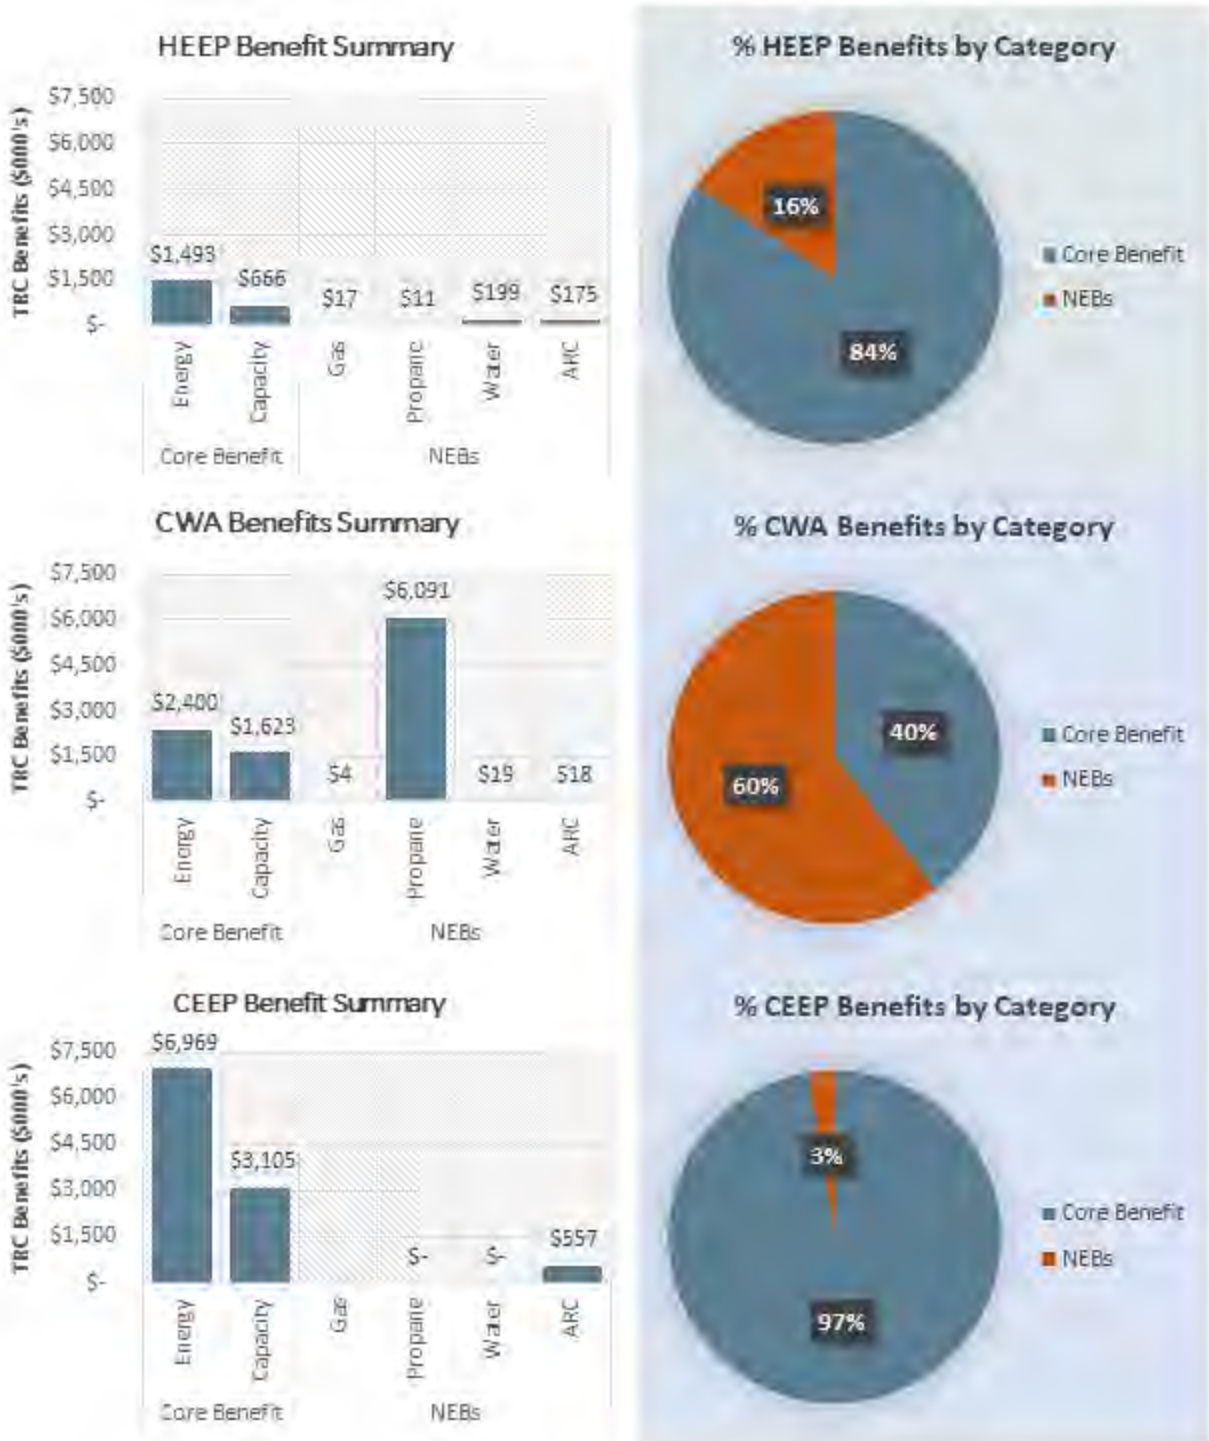 HEEP Benefit Summary
TRC Benefits ($000's)
$7,500
$6,000
$4,500
$3,000
$1,500
$-
$1,493
$666
$17
$11
$199
$175
Energy
Capacity
Gas
Propane
Water
ARC
Core Benefit
NEBs
% HEEP Benefits by Category
16%
84%
Core Benefit
NEBs
CWA Benefits Summary
TRC Benefits ($000's)
$7,500
$6,000
$4,500
$3,000
$1,500
$-
$2,400
$1,623
$4
$6,091
$19
$18
Energy
Capacity
Gas
Propane
Water
ARC
Core Benefit
NEBs
% CWA Benefits by Category
40%
60%
Core Benefit
NEBs
CEEP Benefit Summary
TRC Benefits ($000's)
$7,500
$6,000
$4,500
$3,000
$1,500
$-
$6,969
$3,105
$-
$-
$557
Energy
Capacity
Gas
Propane
Water
ARC
Core Benefit
NEBs
% CEEP Benefits by Category
3%
97%
Core Benefit
NEBs